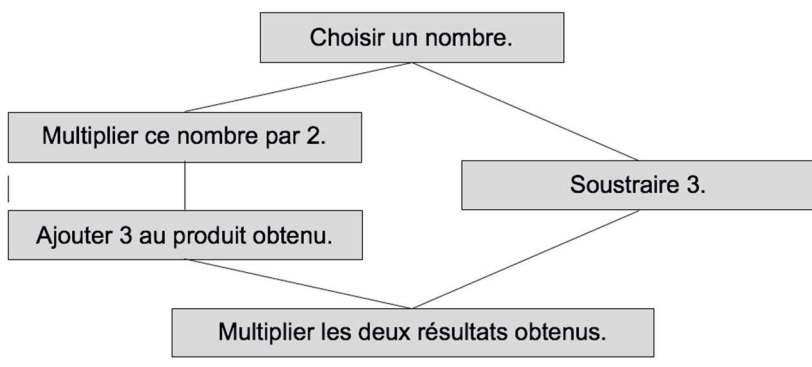 Choisir un nombre.
Multiplier ce nombre par 2.
Soustraire 3.
Ajouter 3 au produit obtenu.
Multiplier les deux résultats obtenus.